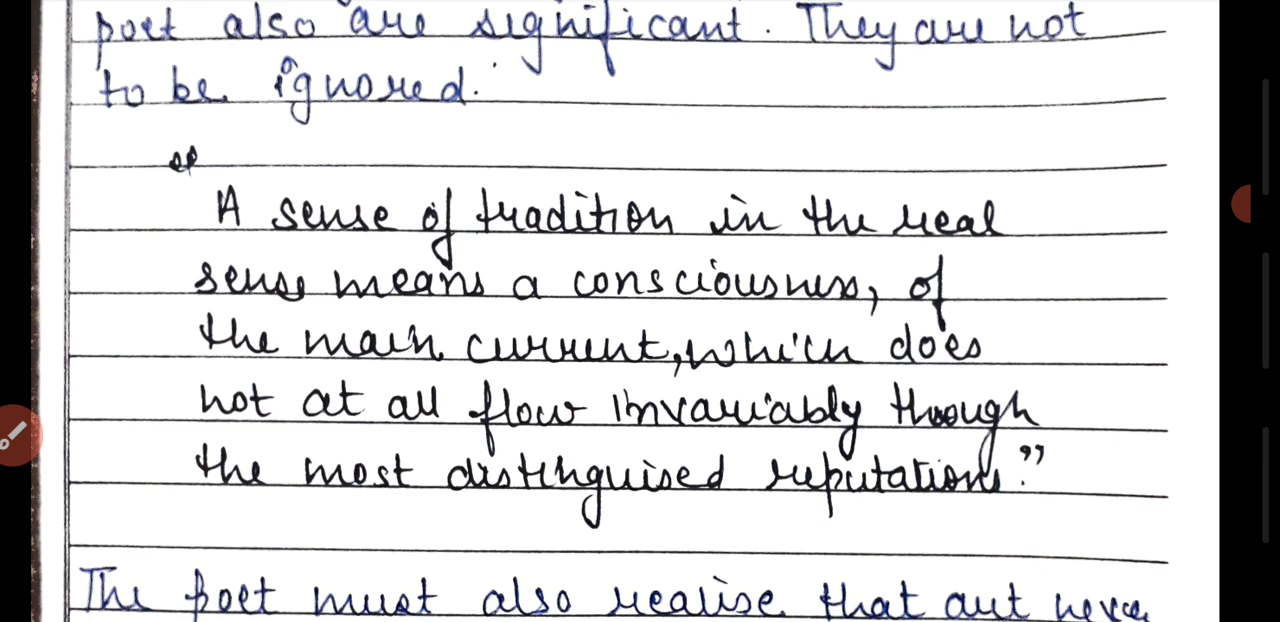 poet also are significant. They are not
to be ignored.
"
A sense of tradition in the real
sense means a consciousness, of
the main current, which does
not at all flow invariably through
the most distinguised reputations."
The poet must also realise that art never